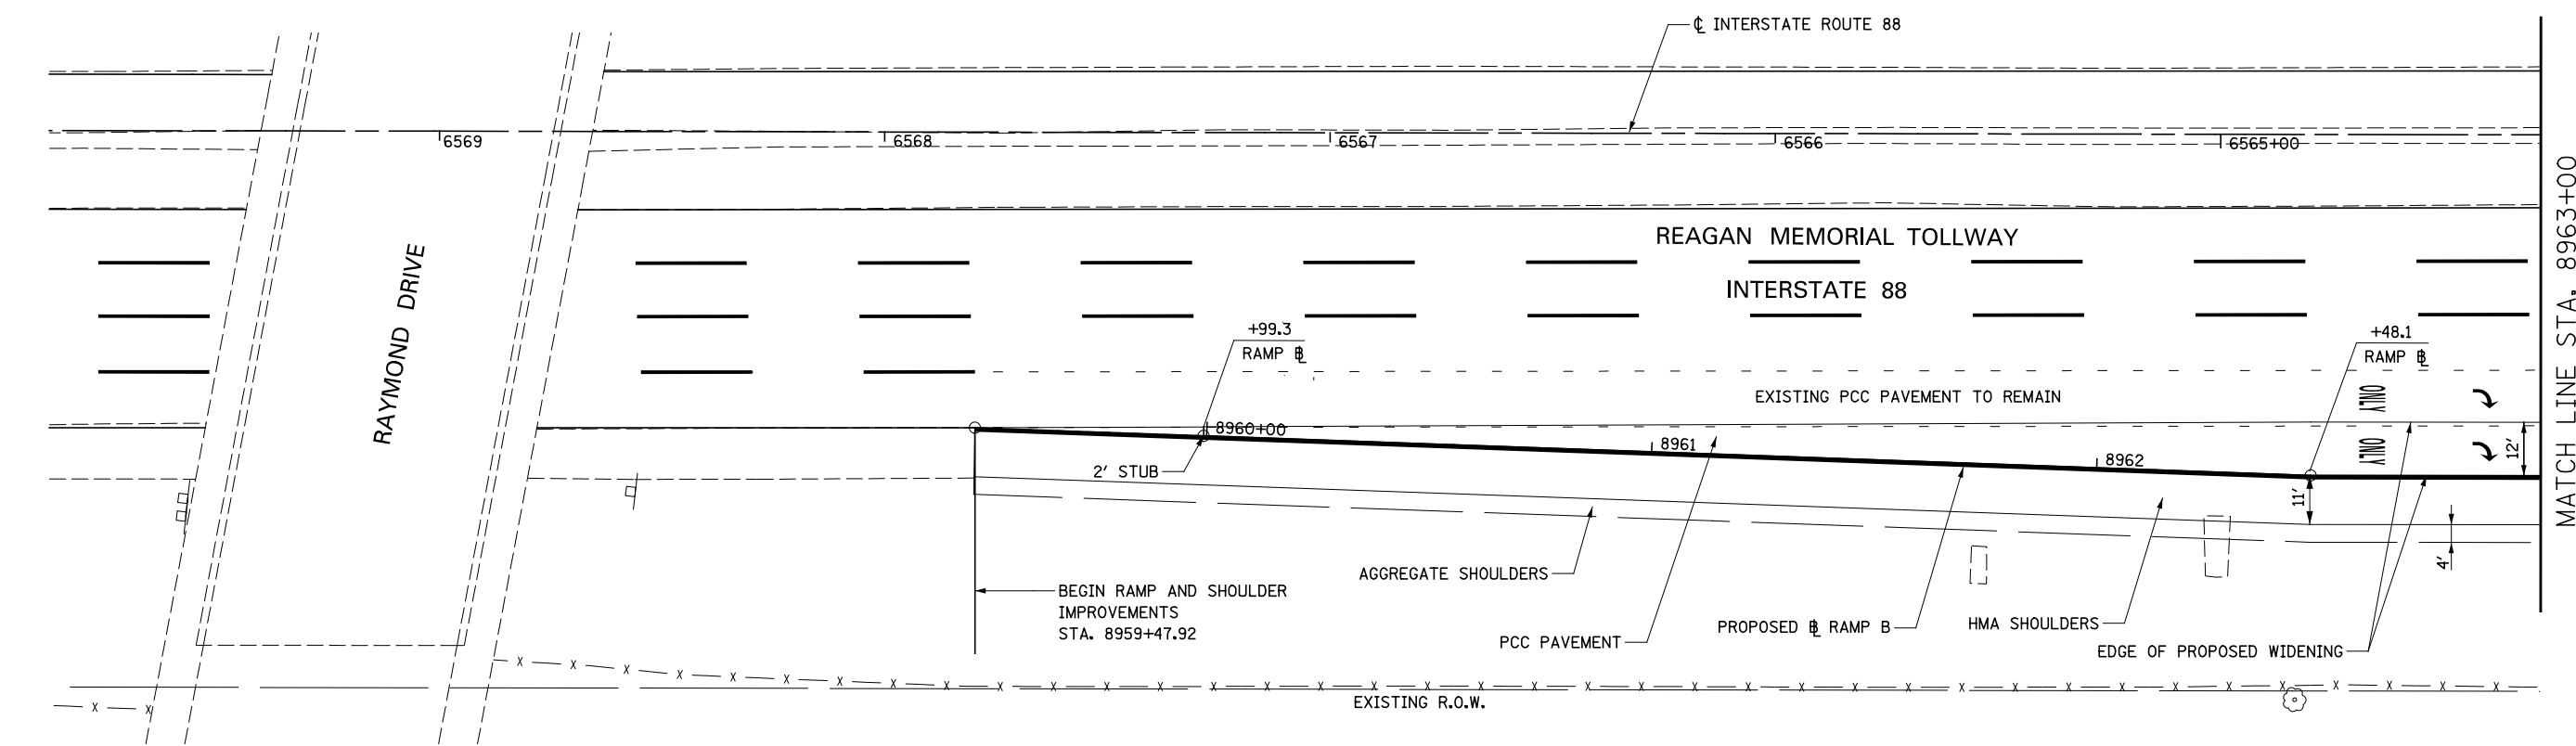 ℄ INTERSTATE ROUTE 88
6569
6568
6567
6566
6565+00
REAGAN MEMORIAL TOLLWAY
INTERSTATE 88
RAYMOND DRIVE
+99.3
RAMP BL
+48.1
RAMP BL
EXISTING PCC PAVEMENT TO REMAIN
ONLY
ONLY
8960+00
8961
8962
12'
11'
4'
2' STUB
AGGREGATE SHOULDERS
BEGIN RAMP AND SHOULDER
IMPROVEMENTS
STA. 8959+47.92
PCC PAVEMENT
PROPOSED BL RAMP B
HMA SHOULDERS
EDGE OF PROPOSED WIDENING
EXISTING R.O.W.
MATCH LINE STA. 8963+00